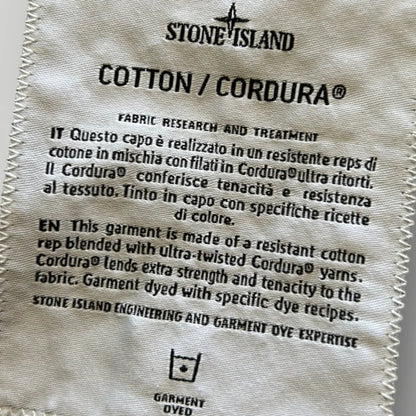 STONE ISLAND
COTTON / CORDURA®
FABRIC RESEARCH AND TREATMENT
IT Questo capo è realizzato in un resistente reps di
cotone in mischia con filati in Cordura® ultra ritorti.
Il Cordura® conferisce tenacità e resistenza
al tessuto. Tinto in capo con specifiche ricette
di colore.
EN This garment is made of a resistant cotton
rep blended with ultra-twisted Cordura® yarns.
Cordura® lends extra strength and tenacity to the
fabric. Garment dyed with specific dye recipes.
STONE ISLAND ENGINEERING AND GARMENT DYE EXPERTISE
GARMENT
DYED